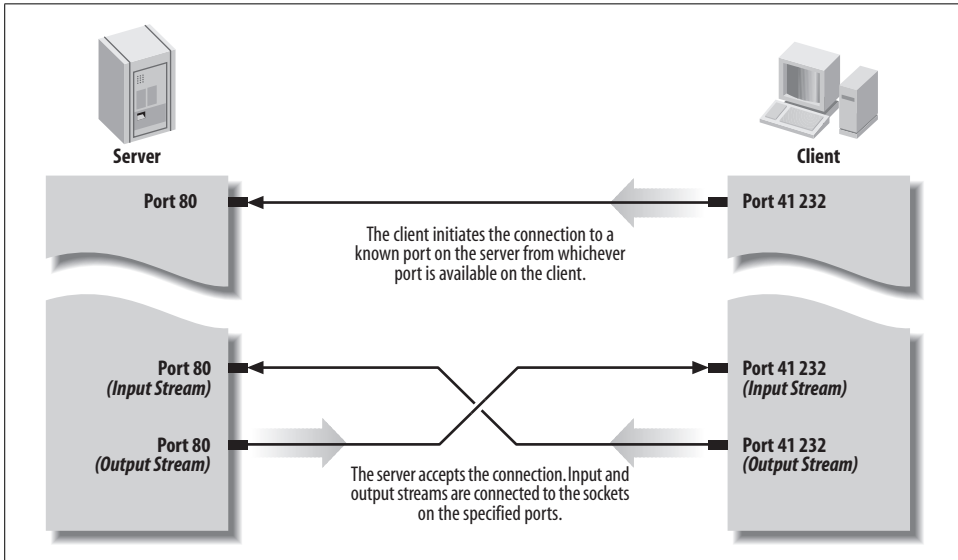 Server
Client
Port 80
Port 41 232
The client initiates the connection to a
known port on the server from whichever
port is available on the client.
Port 80
(Input Stream)
Port 41 232
(Input Stream)
Port 80
(Output Stream)
Port 41 232
(Output Stream)
The server accepts the connection. Input and
output streams are connected to the sockets
on the specified ports.